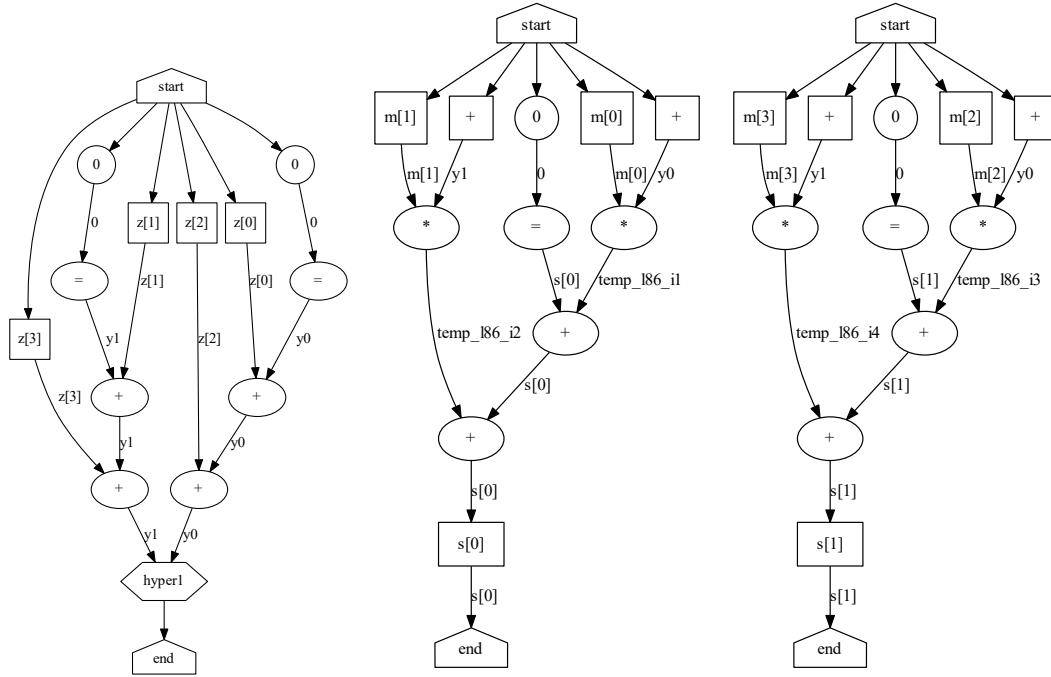 start
0
0
z[1]
z[2]
z[0]
0
0
=
z[1]
z[0]
=
z[3]
y1
z[2]
y0
z[3]
+
+
y1
y0
+
+
y1
y0
hyper1
end
start
m[1]
+
0
m[0]
+
m[1]
y1
0
m[0]
y0
*
=
*
s[0]
temp_l86_i1
temp_l86_i2
+
s[0]
+
s[0]
s[0]
s[0]
end
start
m[3]
+
0
m[2]
+
m[3]
y1
0
m[2]
y0
*
=
*
s[1]
temp_l86_i3
temp_l86_i4
+
s[1]
+
s[1]
s[1]
s[1]
end